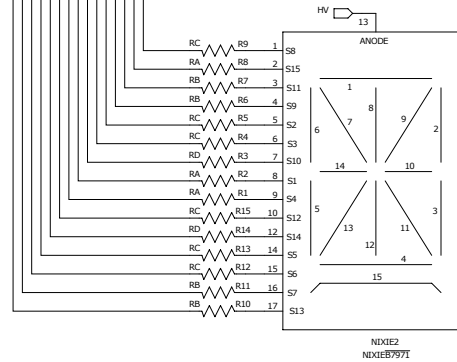 HV
13
ANODE
RC R9 1 S8
RA R8 2 S15
RB R7 3 S11
RB R6 4 S9
RC R5 5 S2
RC R4 6 S3
RD R3 7 S10
RA R2 8 S1
RA R1 9 S4
RC R15 10 S12
RD R14 12 S14
RC R13 14 S5
RC R12 15 S6
RB R11 16 S7
RB R10 17 S13
1
8
6 7 9 2
14 10
5 3
13 12 11
4
15
NIXIE2
NIXIEB7971